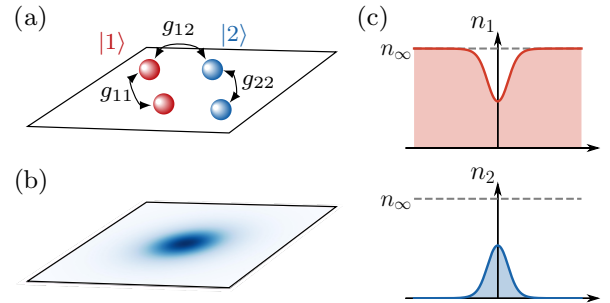 (a)
|1⟩
g₁₂
|2⟩
g₁₁
g₂₂
(b)
(c)
n₁
n∞
n₂
n∞